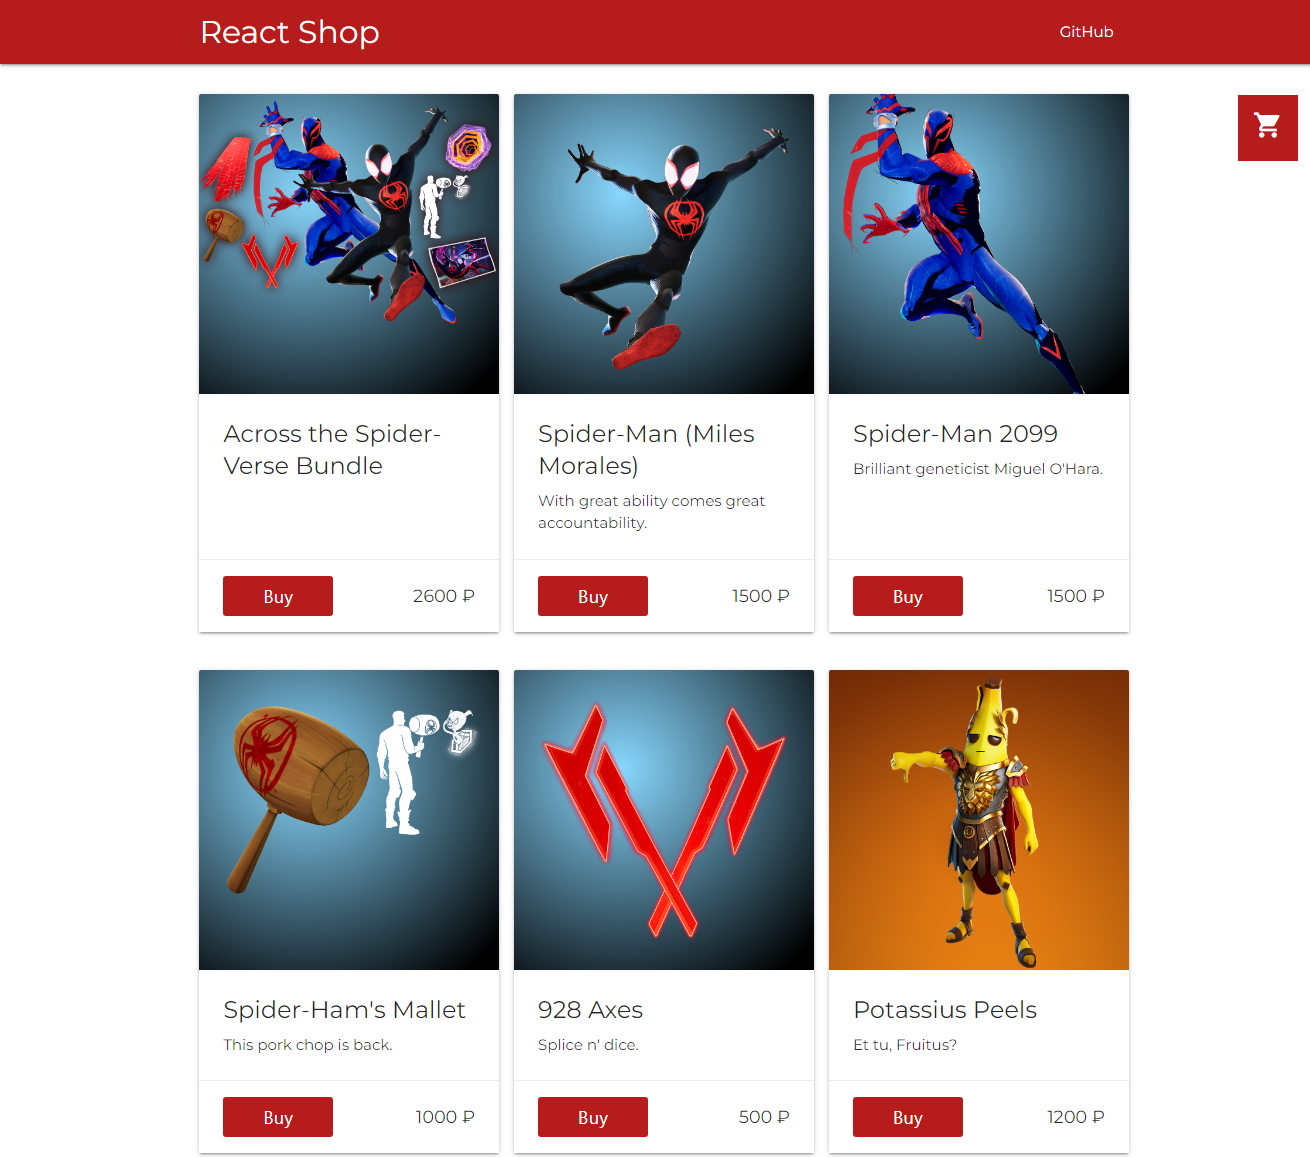 React Shop
GitHub
Across the Spider-
Verse Bundle
Buy
2600 ₽
Spider-Man (Miles
Morales)
With great ability comes great
accountability.
Buy
1500 ₽
Spider-Man 2099
Brilliant geneticist Miguel O'Hara.
Buy
1500 ₽
Spider-Ham's Mallet
This pork chop is back.
Buy
1000 ₽
928 Axes
Splice n' dice.
Buy
500 ₽
Potassius Peels
Et tu, Fruitus?
Buy
1200 ₽